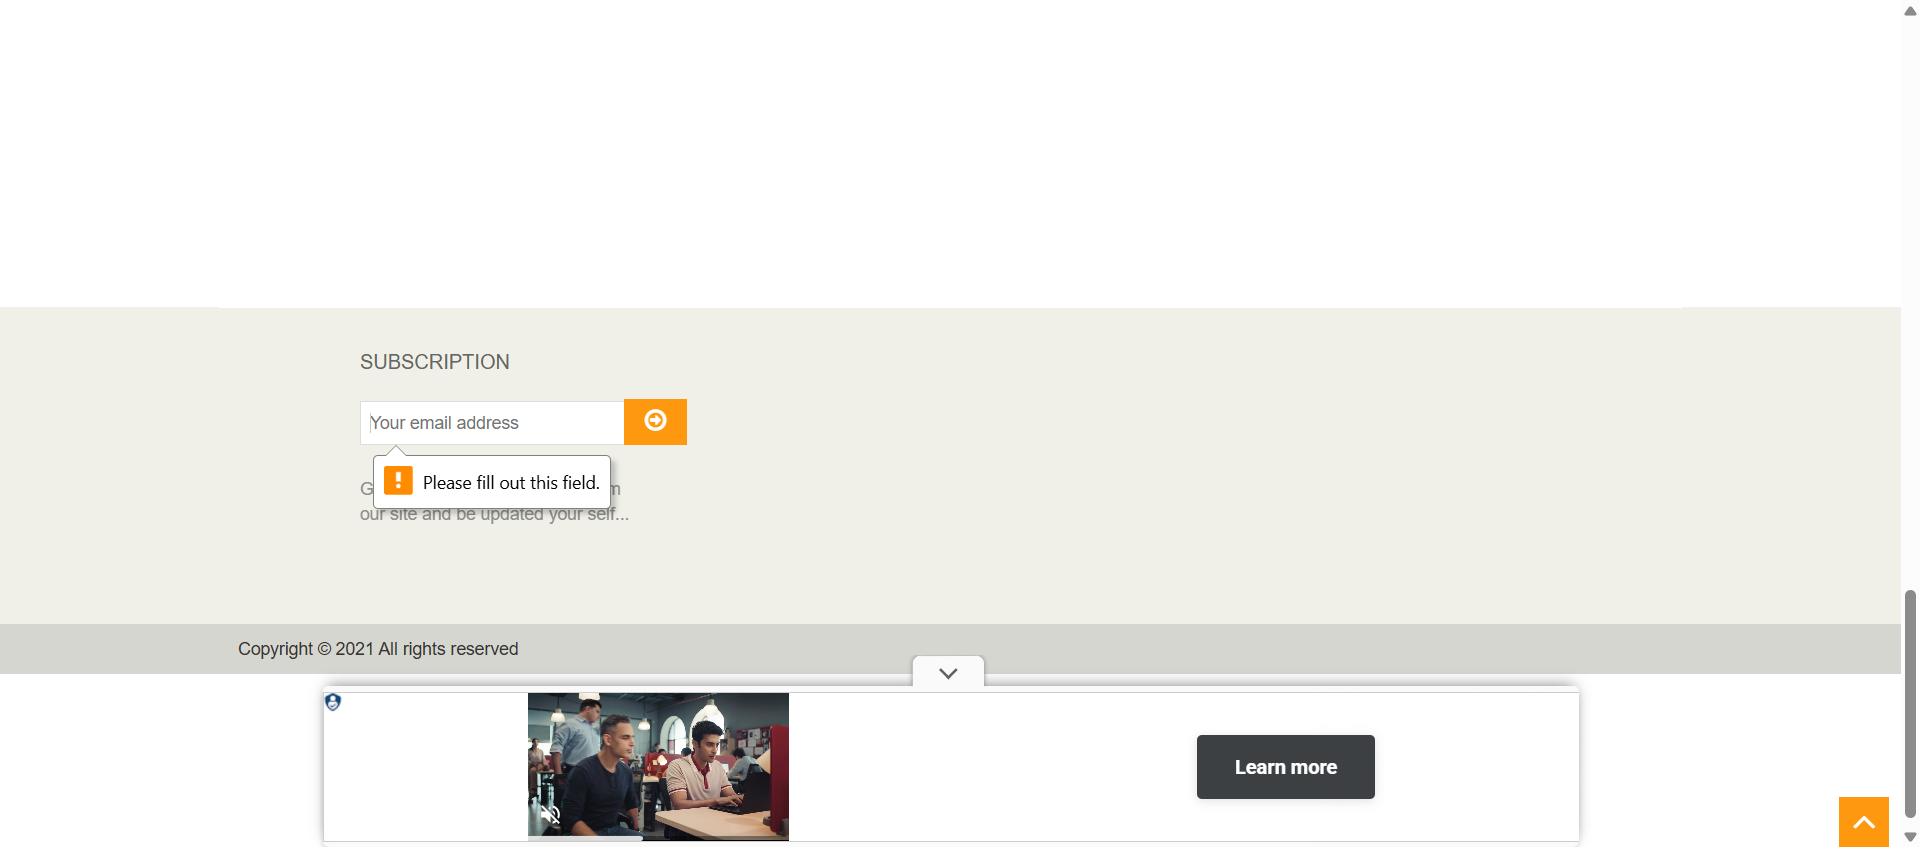 SUBSCRIPTION
Your email address
Please fill out this field.
our site and be updated your self...
Copyright © 2021 All rights reserved
Learn more